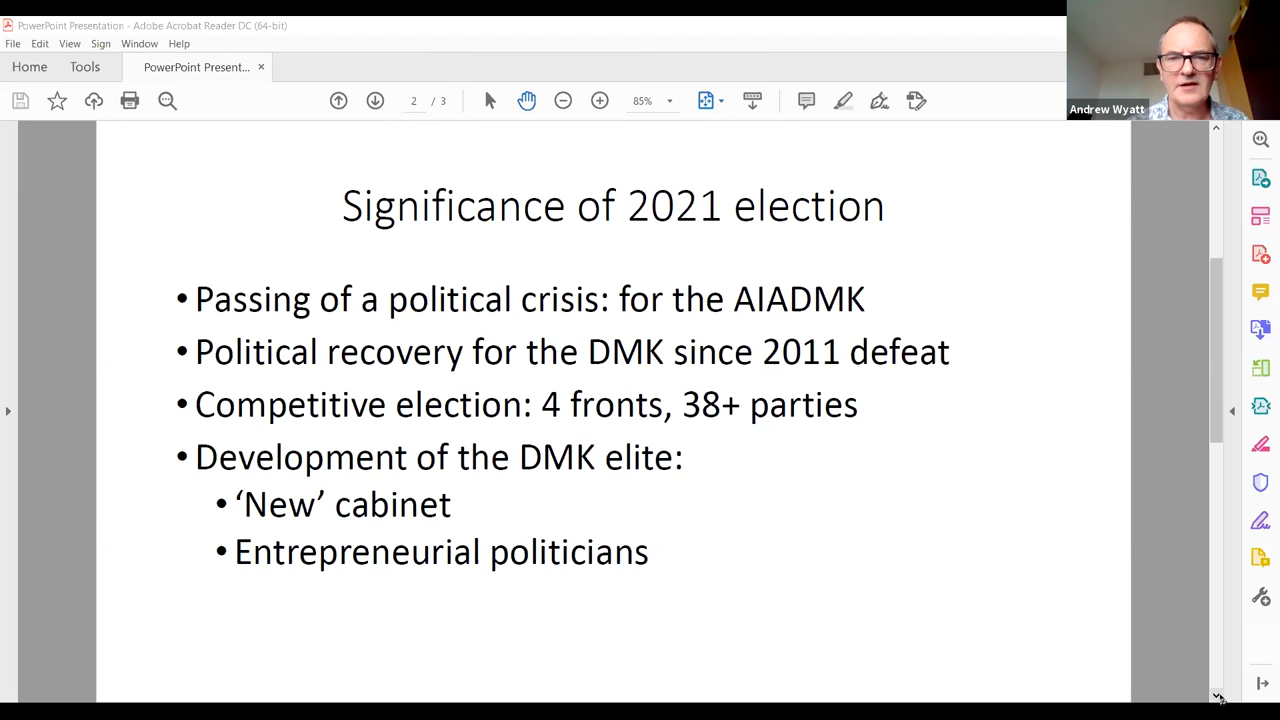 PowerPoint Presentation - Adobe Acrobat Reader DC (64-bit)
File Edit View Sign Window Help
Home Tools PowerPoint Present... ×
2 / 3 85%
Andrew Wyatt
Significance of 2021 election
• Passing of a political crisis: for the AIADMK
• Political recovery for the DMK since 2011 defeat
• Competitive election: 4 fronts, 38+ parties
• Development of the DMK elite:
• ‘New’ cabinet
• Entrepreneurial politicians